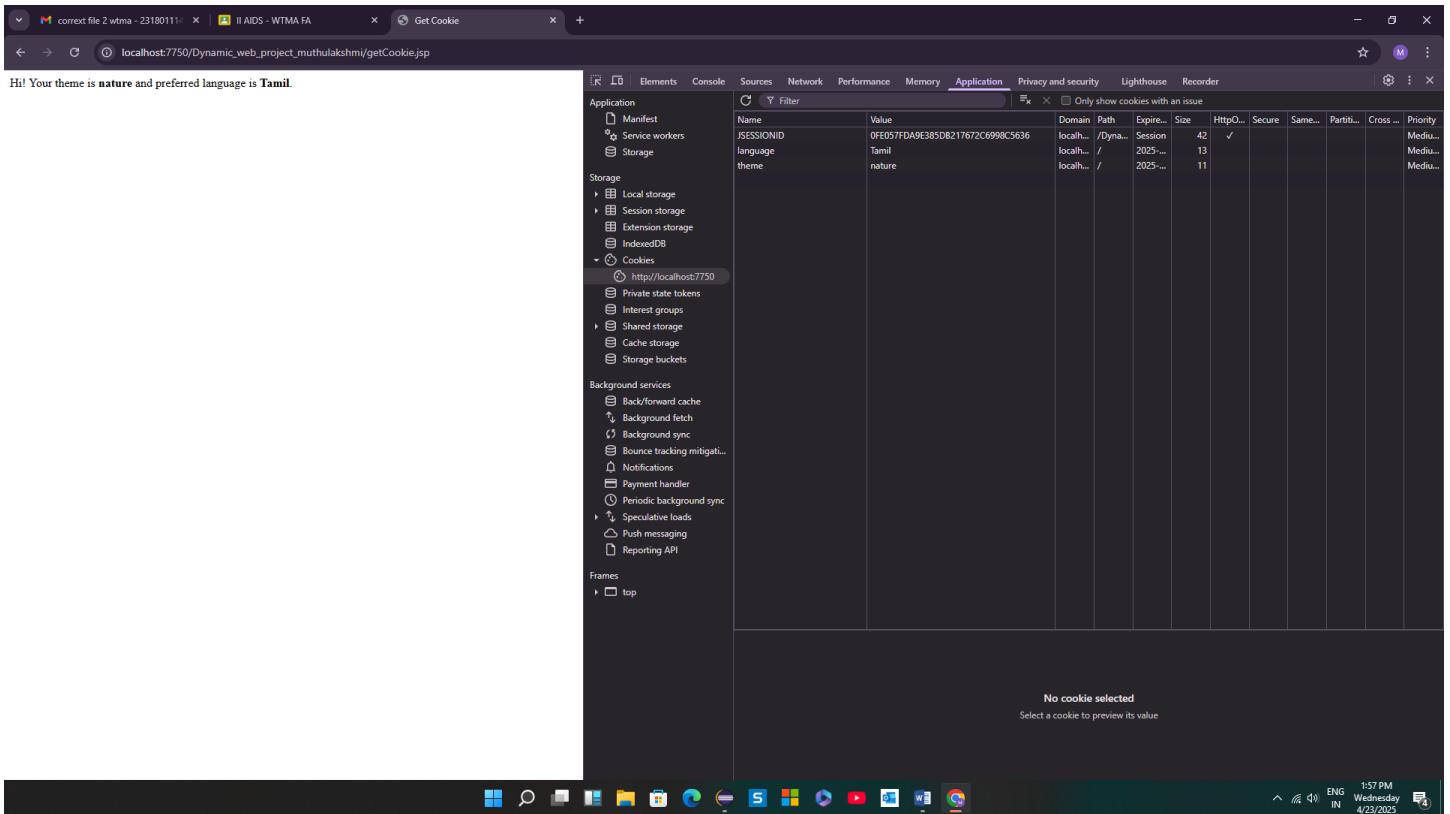 corrext file 2 wtma - 23180111
II AIDS - WTMA FA
Get Cookie
localhost:7750/Dynamic_web_project_muthulakshmi/getCookie.jsp
M
Hi! Your theme is nature and preferred language is Tamil.
Elements Console Sources Network Performance Memory Application Privacy and security Lighthouse Recorder
Application
Manifest
Service workers
Storage
Storage
Local storage
Session storage
Extension storage
IndexedDB
Cookies
http://localhost:7750
Private state tokens
Interest groups
Shared storage
Cache storage
Storage buckets
Background services
Back/forward cache
Background fetch
Background sync
Bounce tracking mitigati...
Notifications
Payment handler
Periodic background sync
Speculative loads
Push messaging
Reporting API
Frames
top
Filter
Only show cookies with an issue
Name Value Domain Path Expire... Size HttpO... Secure Same... Partiti... Cross ... Priority
JSESSIONID 0FE057FDA9E385DB217672C6998C5636 localh... /Dyna... Session 42 ✓ Mediu...
language Tamil localh... / 2025-... 13 Mediu...
theme nature localh... / 2025-... 11 Mediu...
No cookie selected
Select a cookie to preview its value
S
ENG
IN
1:57 PM
Wednesday
4/23/2025
4